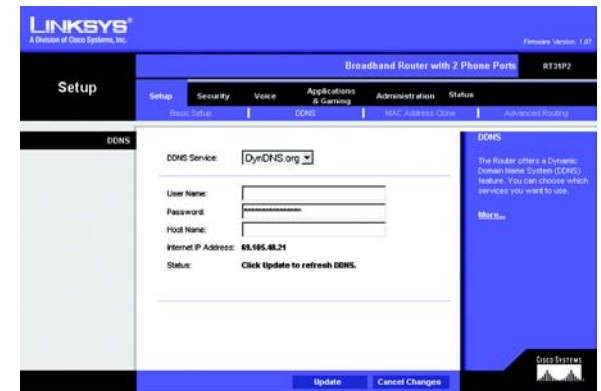 LINKSYS®
A Division of Cisco Systems, Inc.
Firmware Version: 1.07
Broadband Router with 2 Phone Ports
RT31P2
Setup
Setup
Security
Voice
Applications & Gaming
Administration
Status
Basic Setup
DDNS
MAC Address Clone
Advanced Routing
DDNS
DDNS Service:
DynDNS.org
User Name:
Password:
****************
Host Name:
Internet IP Address: 69.105.48.21
Status: Click Update to refresh DDNS.
DDNS
The Router offers a Dynamic
Domain Name System (DDNS)
feature. You can choose which
services you want to use.
More...
Update
Cancel Changes
CISCO SYSTEMS